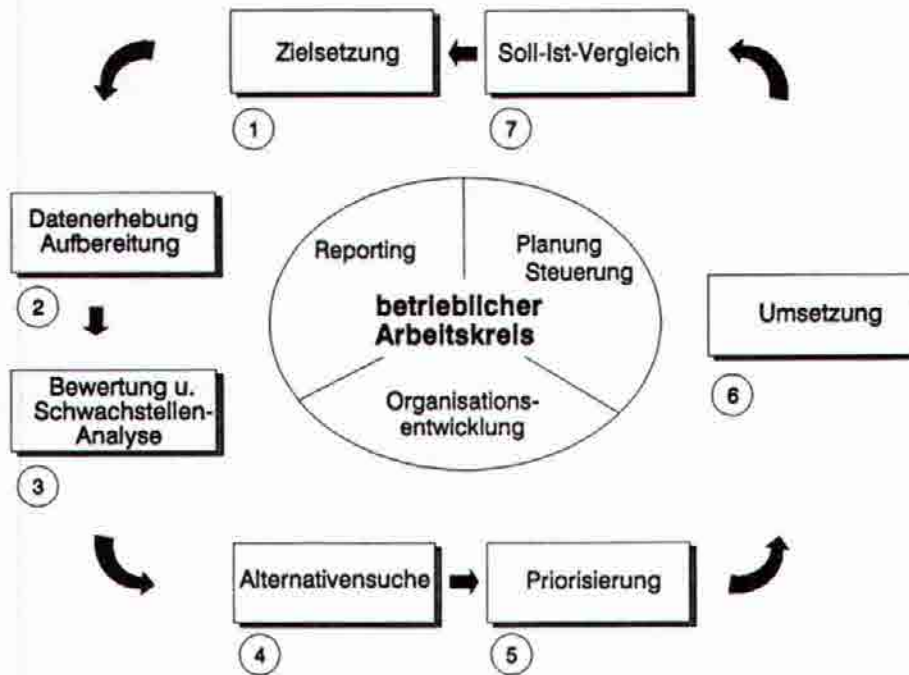 Zielsetzung
1
Soll-Ist-Vergleich
7
Datenerhebung
Aufbereitung
2
Bewertung u.
Schwachstellen-
Analyse
3
Alternativensuche
4
Priorisierung
5
Umsetzung
6
Reporting
Planung
Steuerung
betrieblicher
Arbeitskreis
Organisations-
entwicklung